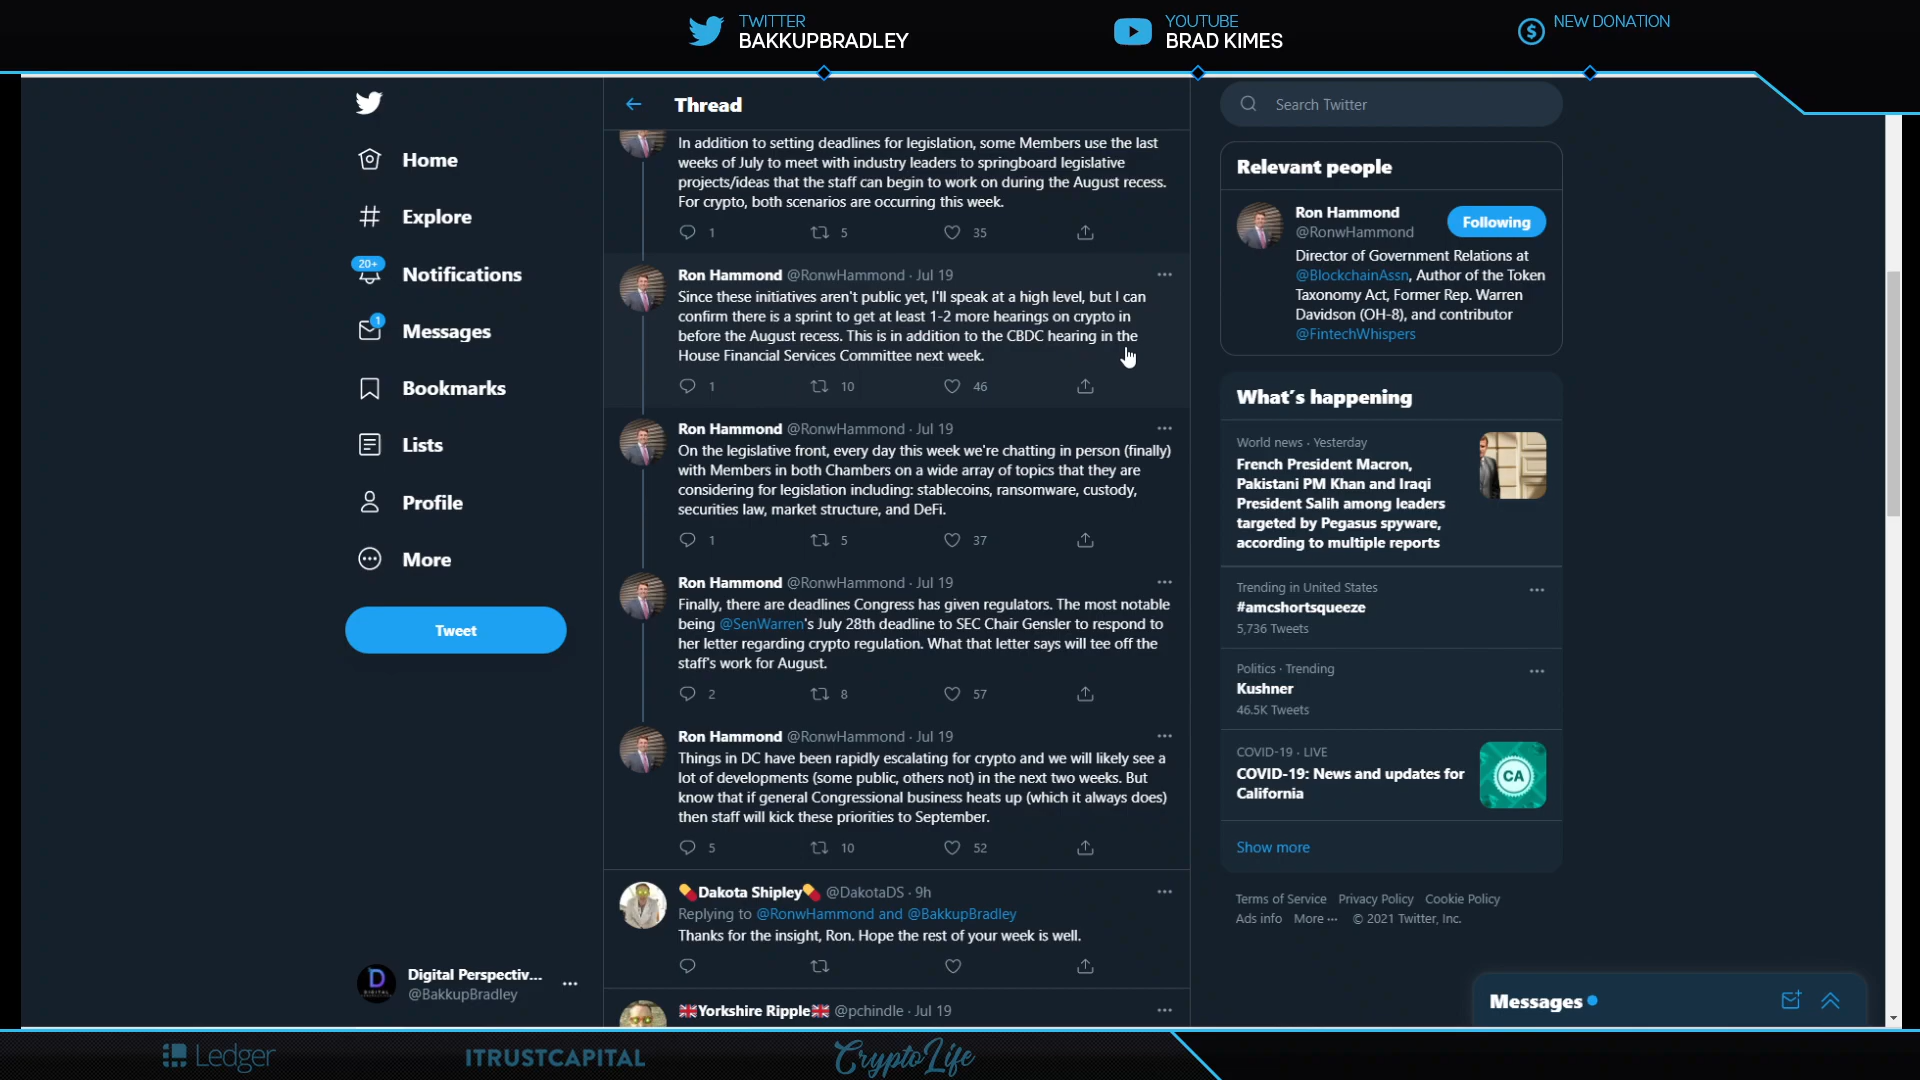 TWITTER
BAKKUPBRADLEY
YOUTUBE
BRAD KIMES
NEW DONATION
Home
Explore
20+
Notifications
1
Messages
Bookmarks
Lists
Profile
More
Tweet
Digital Perspectiv...
@BakkupBradley
Thread
In addition to setting deadlines for legislation, some Members use the last
weeks of July to meet with industry leaders to springboard legislative
projects/ideas that the staff can begin to work on during the August recess.
For crypto, both scenarios are occurring this week.
1 5 35
Ron Hammond @RonwHammond · Jul 19
Since these initiatives aren't public yet, I'll speak at a high level, but I can
confirm there is a sprint to get at least 1-2 more hearings on crypto in
before the August recess. This is in addition to the CBDC hearing in the
House Financial Services Committee next week.
1 10 46
Ron Hammond @RonwHammond · Jul 19
On the legislative front, every day this week we're chatting in person (finally)
with Members in both Chambers on a wide array of topics that they are
considering for legislation including: stablecoins, ransomware, custody,
securities law, market structure, and DeFi.
1 5 37
Ron Hammond @RonwHammond · Jul 19
Finally, there are deadlines Congress has given regulators. The most notable
being @SenWarren's July 28th deadline to SEC Chair Gensler to respond to
her letter regarding crypto regulation. What that letter says will tee off the
staff's work for August.
2 8 57
Ron Hammond @RonwHammond · Jul 19
Things in DC have been rapidly escalating for crypto and we will likely see a
lot of developments (some public, others not) in the next two weeks. But
know that if general Congressional business heats up (which it always does)
then staff will kick these priorities to September.
5 10 52
Dakota Shipley @DakotaDS · 9h
Replying to @RonwHammond and @BakkupBradley
Thanks for the insight, Ron. Hope the rest of your week is well.
Yorkshire Ripple @pchindle · Jul 19
Search Twitter
Relevant people
Ron Hammond
@RonwHammond
Following
Director of Government Relations at
@BlockchainAssn, Author of the Token
Taxonomy Act, Former Rep. Warren
Davidson (OH-8), and contributor
@FintechWhispers
What's happening
World news · Yesterday
French President Macron,
Pakistani PM Khan and Iraqi
President Salih among leaders
targeted by Pegasus spyware,
according to multiple reports
Trending in United States
#amcshortsqueeze
5,736 Tweets
Politics · Trending
Kushner
46.5K Tweets
COVID-19 · LIVE
COVID-19: News and updates for
California
CA
Show more
Terms of Service Privacy Policy Cookie Policy
Ads info More ··· © 2021 Twitter, Inc.
Messages
Ledger
ITRUSTCAPITAL
CryptoLife